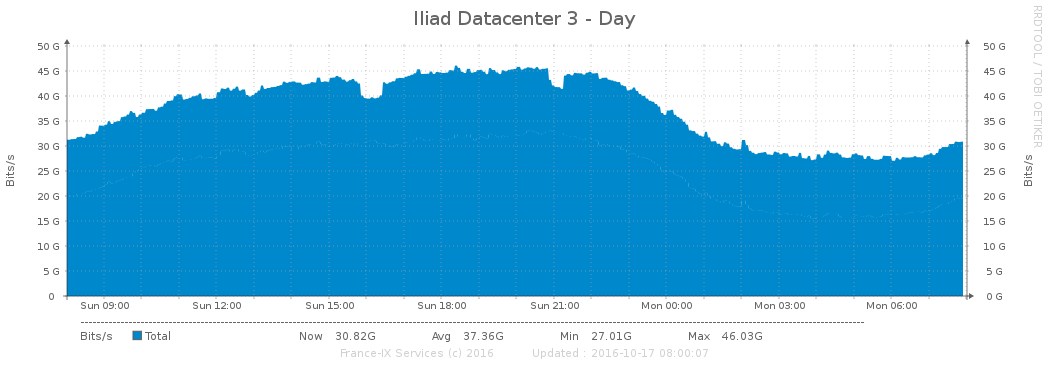 Iliad Datacenter 3 - Day
RRDTOOL / TOBI OETIKER
Bits/s
Bits/s
50 G 50 G
45 G 45 G
40 G 40 G
35 G 35 G
30 G 30 G
25 G 25 G
20 G 20 G
15 G 15 G
10 G 10 G
5 G 5 G
0 0 G
Sun 09:00 Sun 12:00 Sun 15:00 Sun 18:00 Sun 21:00 Mon 00:00 Mon 03:00 Mon 06:00
Bits/s Total Now 30.82G Avg 37.36G Min 27.01G Max 46.03G
France-IX Services (c) 2016 Updated : 2016-10-17 08:00:07